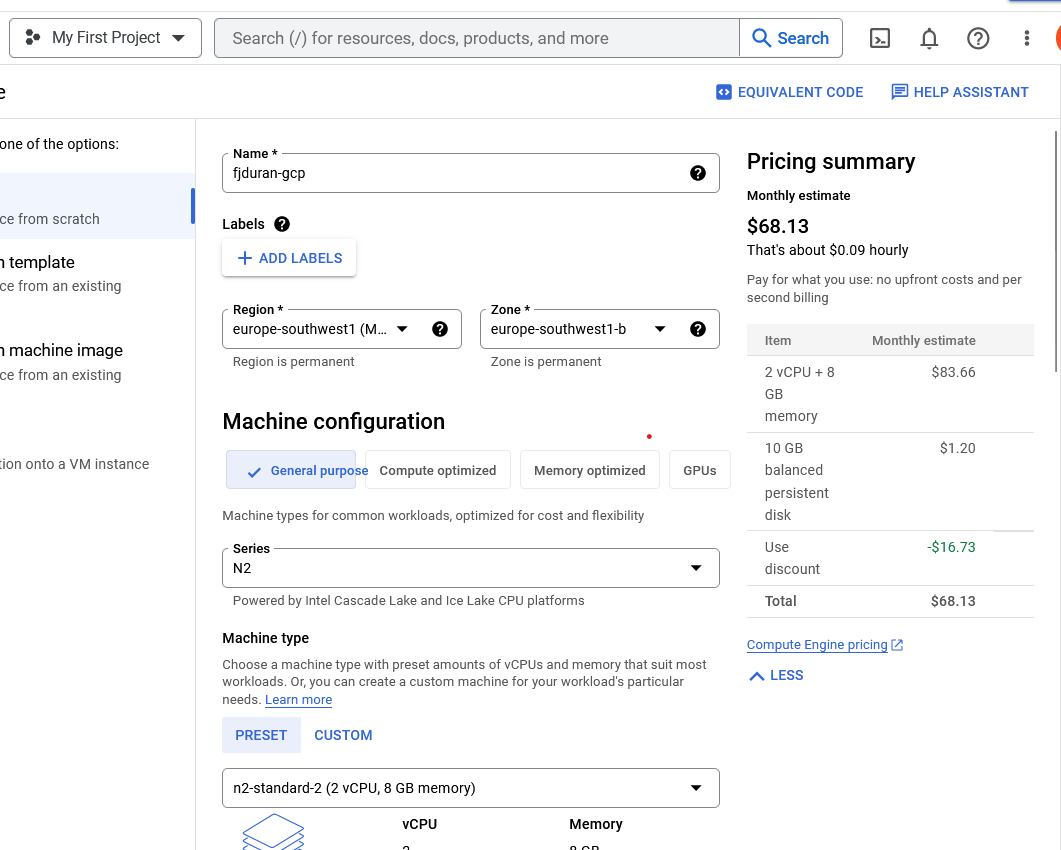 My First Project
Search (/) for resources, docs, products, and more
Search
e
EQUIVALENT CODE
HELP ASSISTANT
one of the options:
ce from scratch
n template
ce from an existing
n machine image
ce from an existing
tion onto a VM instance
Name *
fjduran-gcp
Labels
ADD LABELS
Region *
europe-southwest1 (M...
Region is permanent
Zone *
europe-southwest1-b
Zone is permanent
Machine configuration
General purpose
Compute optimized
Memory optimized
GPUs
Machine types for common workloads, optimized for cost and flexibility
Series
N2
Powered by Intel Cascade Lake and Ice Lake CPU platforms
Machine type
Choose a machine type with preset amounts of vCPUs and memory that suit most
workloads. Or, you can create a custom machine for your workload's particular
needs. Learn more
PRESET
CUSTOM
n2-standard-2 (2 vCPU, 8 GB memory)
vCPU
Memory
2
8 GB
Pricing summary
Monthly estimate
$68.13
That's about $0.09 hourly
Pay for what you use: no upfront costs and per
second billing
Item Monthly estimate
2 vCPU + 8 $83.66
GB
memory
10 GB $1.20
balanced
persistent
disk
Use -$16.73
discount
Total $68.13
Compute Engine pricing
LESS